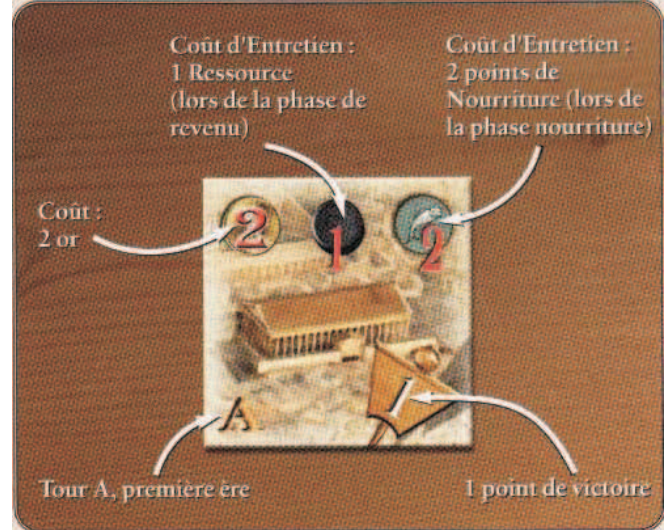 Coût d'Entretien :
1 Ressource
(lors de la phase de
revenu)
Coût d'Entretien :
2 points de
Nourriture (lors de
la phase nourriture)
Coût :
2 or
2
1
2
A
1
Tour A, première ère
1 point de victoire